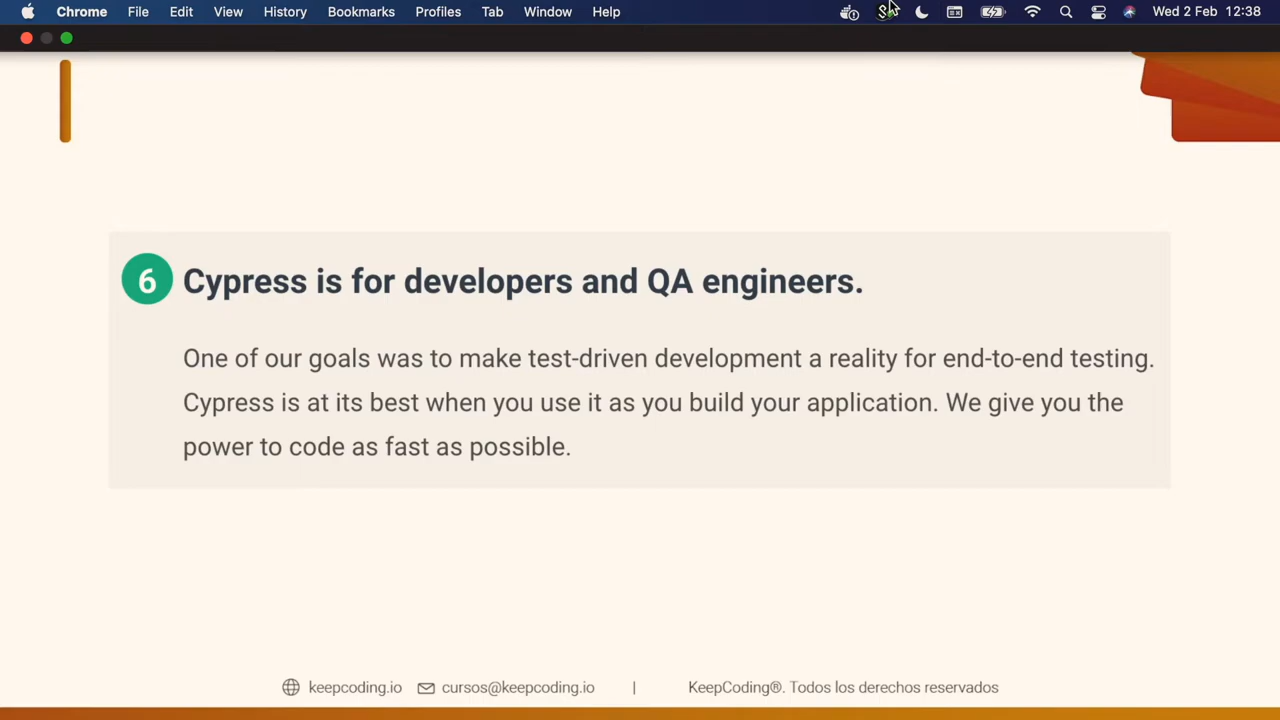 Chrome File Edit View History Bookmarks Profiles Tab Window Help Wed 2 Feb 12:38
6 Cypress is for developers and QA engineers.
One of our goals was to make test-driven development a reality for end-to-end testing.
Cypress is at its best when you use it as you build your application. We give you the
power to code as fast as possible.
keepcoding.io cursos@keepcoding.io | KeepCoding®. Todos los derechos reservados